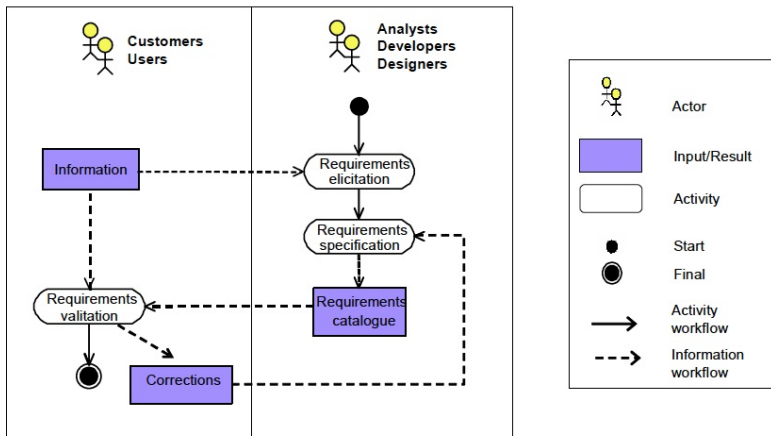 Customers
Users
Analysts
Developers
Designers
Information
Requirements
elicitation
Requirements
specification
Requirements
valitation
Requirements
catalogue
Corrections
Actor
Input/Result
Activity
Start
Final
Activity
workflow
Information
workflow